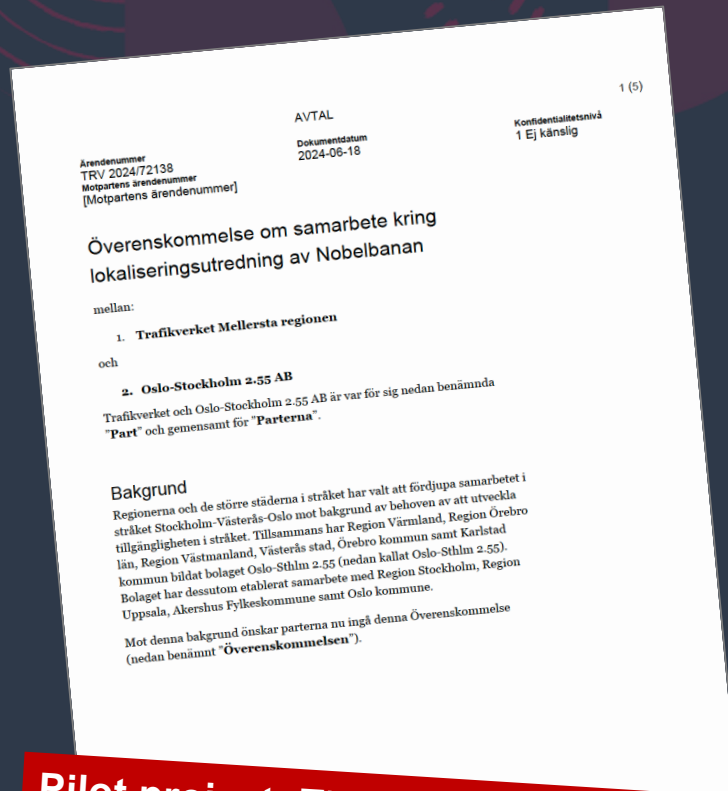 1 (5)
AVTAL
Ärendenummer
TRV 2024/72138
Motpartens ärendenummer
[Motpartens ärendenummer]
Dokumentdatum
2024-06-18
Konfidentialitetsnivå
1 Ej känslig
Överenskommelse om samarbete kring
lokaliseringsutredning av Nobelbanan
mellan:
1. Trafikverket Mellersta regionen
och
2. Oslo-Stockholm 2.55 AB
Trafikverket och Oslo-Stockholm 2.55 AB är var för sig nedan benämnda
"Part" och gemensamt för "Parterna".
Bakgrund
Regionerna och de större städerna i stråket har valt att fördjupa samarbetet i
stråket Stockholm-Västerås-Oslo mot bakgrund av behoven av att utveckla
tillgängligheten i stråket. Tillsammans har Region Värmland, Region Örebro
län, Region Västmanland, Västerås stad, Örebro kommun samt Karlstad
kommun bildat bolaget Oslo-Sthlm 2.55 (nedan kallat Oslo-Sthlm 2.55).
Bolaget har dessutom etablerat samarbete med Region Stockholm, Region
Uppsala, Akershus Fylkeskommune samt Oslo kommune.
Mot denna bakgrund önskar parterna nu ingå denna Överenskommelse
(nedan benämnt "Överenskommelsen").
Pilot